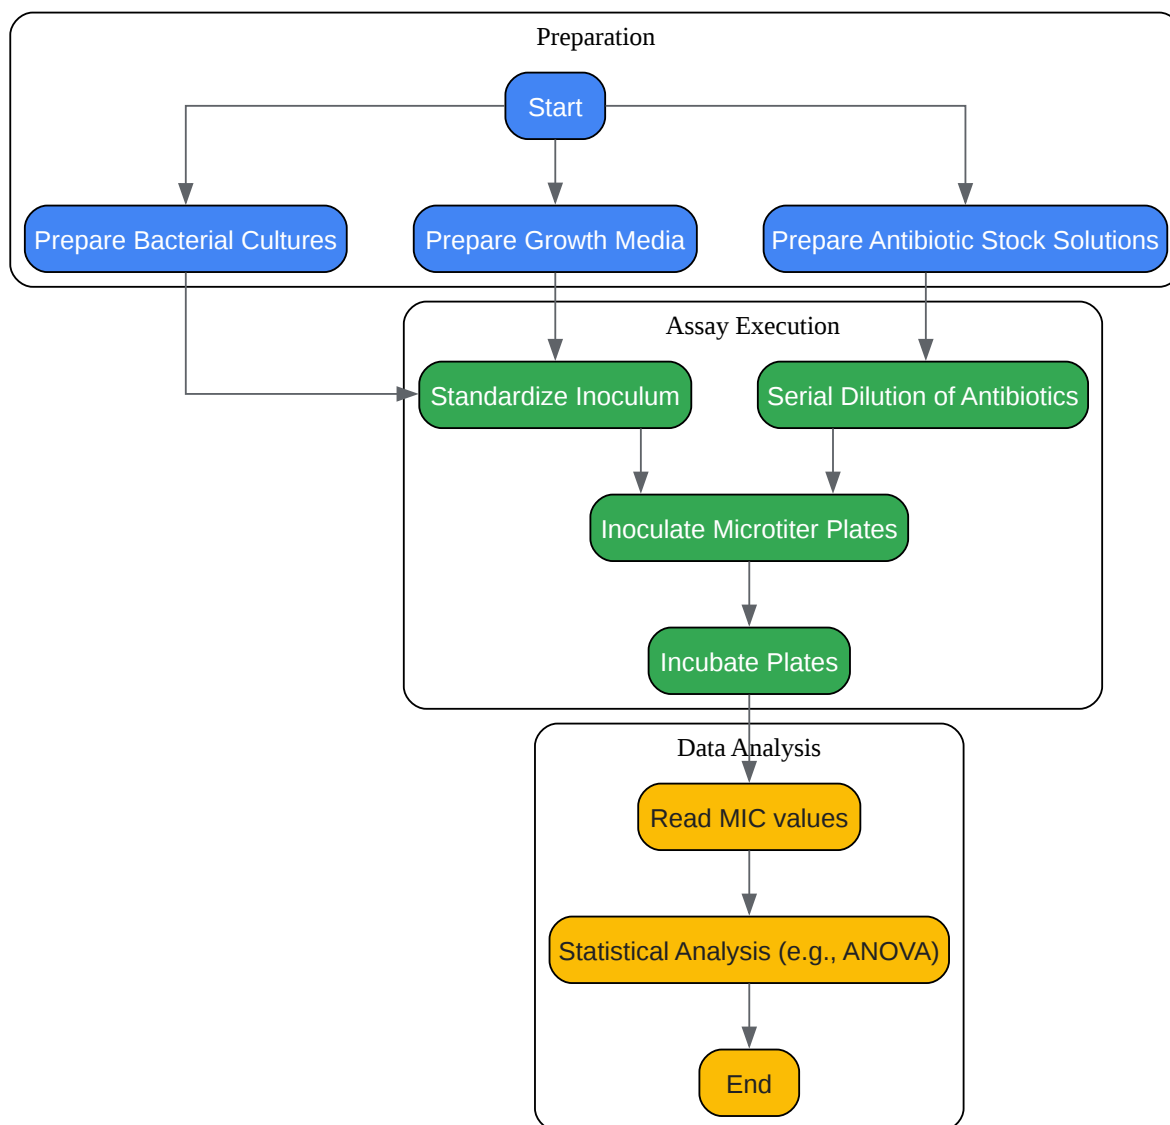 Preparation
Start
Prepare Bacterial Cultures
Prepare Growth Media
Prepare Antibiotic Stock Solutions
Assay Execution
Standardize Inoculum
Serial Dilution of Antibiotics
Inoculate Microtiter Plates
Incubate Plates
Data Analysis
Read MIC values
Statistical Analysis (e.g., ANOVA)
End